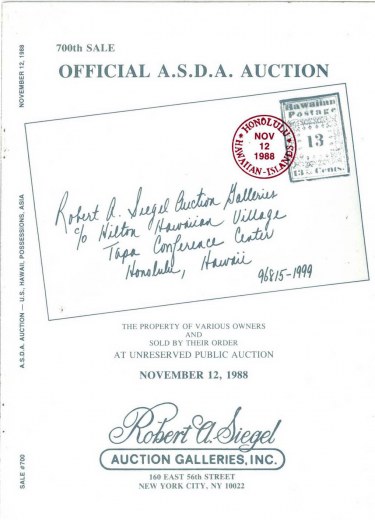 700th SALE
OFFICIAL A.S.D.A. AUCTION
Hawaiian
Postage
13
13 Cents.
HONOLULU
NOV
12
1988
HAWAIIAN-ISLANDS
Robert A. Siegel Auction Galleries
c/o Hilton Hawaiian Village
Tapa Conference Center
Honolulu, Hawaii
96815-1999
THE PROPERTY OF VARIOUS OWNERS
AND
SOLD BY THEIR ORDER
AT UNRESERVED PUBLIC AUCTION
NOVEMBER 12, 1988
Robert A. Siegel
AUCTION GALLERIES, INC.
160 EAST 56th STREET
NEW YORK CITY, NY 10022
NOVEMBER 12, 1988
A.S.D.A. AUCTION — U.S., HAWAII, POSSESSIONS, ASIA
SALE #700